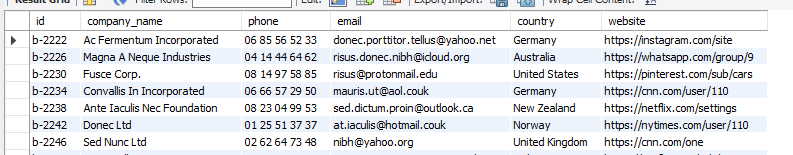 Result Grid Filter Rows: Edit: Export/Import: Wrap Cell Content:
id company_name phone email country website
b-2222 Ac Fermentum Incorporated 06 85 56 52 33 donec.porttitor.tellus@yahoo.net Germany https://instagram.com/site
b-2226 Magna A Neque Industries 04 14 44 64 62 risus.donec.nibh@icloud.org Australia https://whatsapp.com/group/9
b-2230 Fusce Corp. 08 14 97 58 85 risus@protonmail.edu United States https://pinterest.com/sub/cars
b-2234 Convallis In Incorporated 06 66 57 29 50 mauris.ut@aol.couk Germany https://cnn.com/user/110
b-2238 Ante Iaculis Nec Foundation 08 23 04 99 53 sed.dictum.proin@outlook.ca New Zealand https://netflix.com/settings
b-2242 Donec Ltd 01 25 51 37 37 at.iaculis@hotmail.couk Norway https://nytimes.com/user/110
b-2246 Sed Nunc Ltd 02 62 64 73 48 nibh@yahoo.org United Kingdom https://cnn.com/one